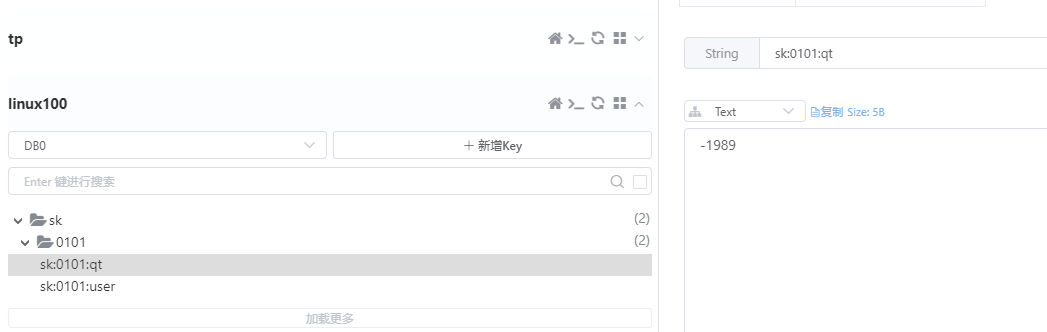 tp
linux100
DB0
新增Key
Enter 键进行搜索
sk
(2)
0101
(2)
sk:0101:qt
sk:0101:user
加载更多
String
sk:0101:qt
Text
复制 Size: 5B
-1989